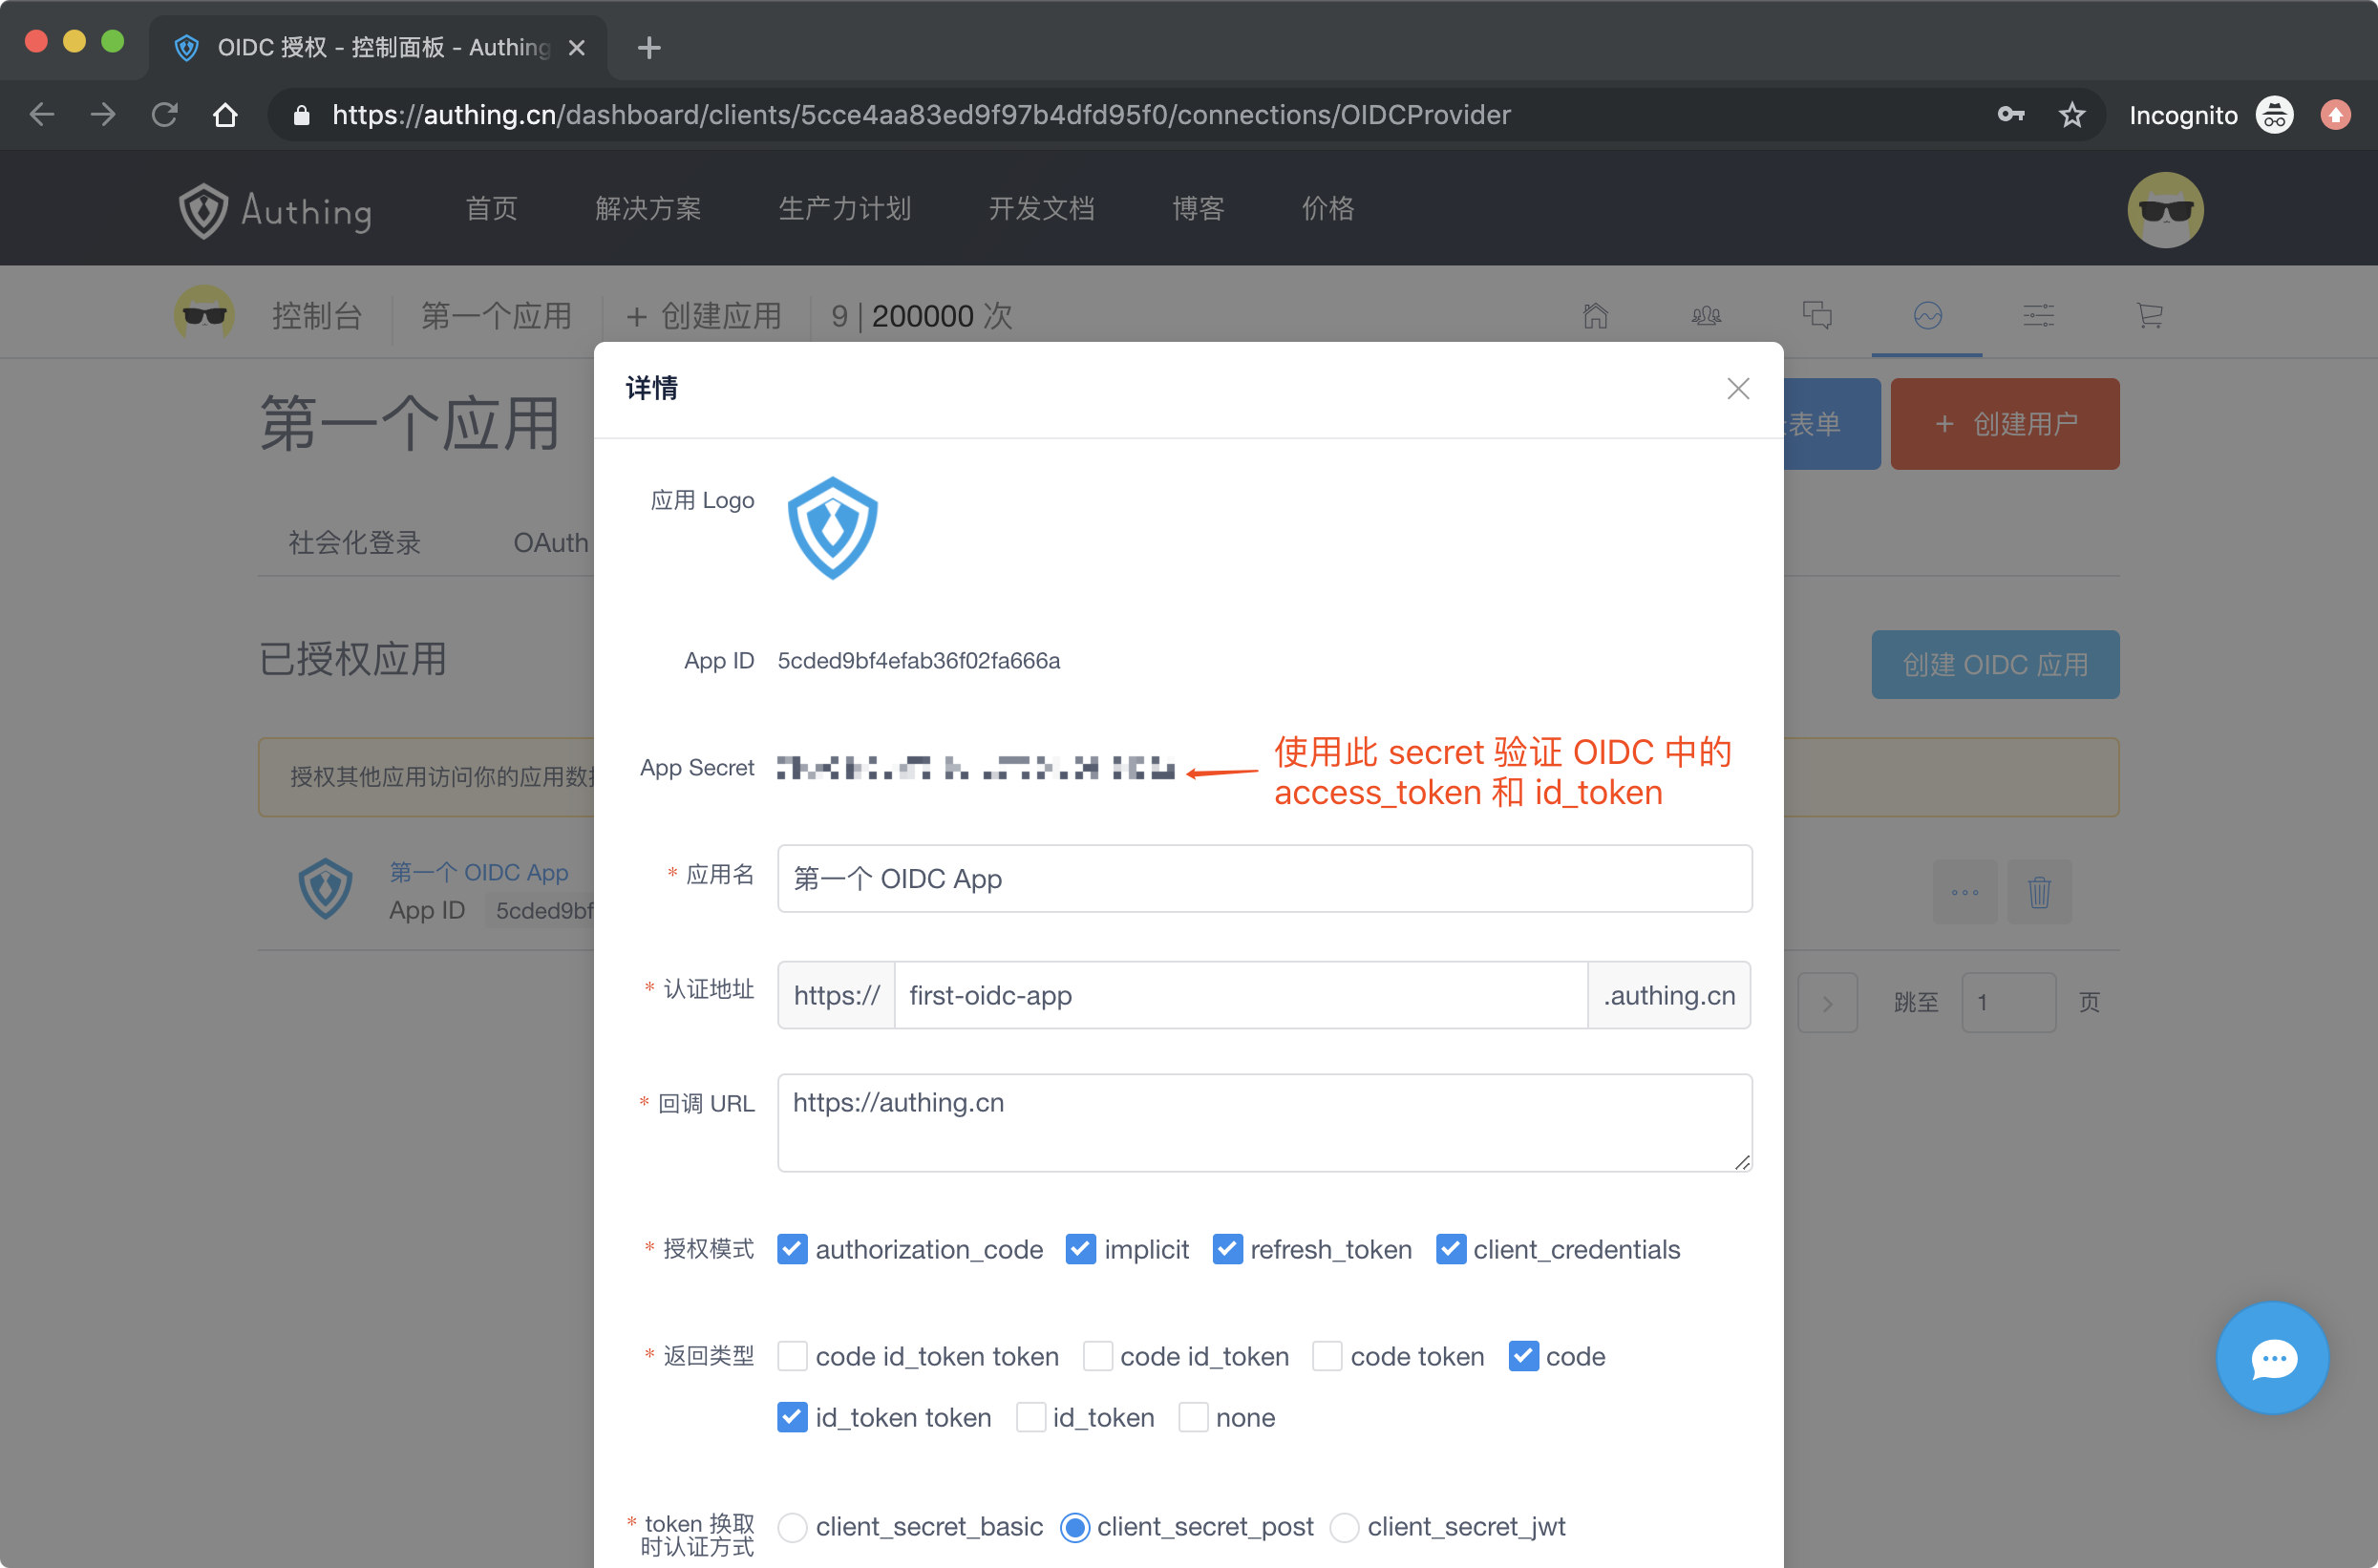 OIDC 授权 - 控制面板 - Authing
https://authing.cn/dashboard/clients/5cce4aa83ed9f97b4dfd95f0/connections/OIDCProvider
Incognito
Authing
首页
解决方案
生产力计划
开发文档
博客
价格
控制台
第一个应用
+ 创建应用
9 | 200000 次
第一个应用
表单
+ 创建用户
社会化登录
OAuth
已授权应用
创建 OIDC 应用
授权其他应用访问你的应用数
第一个 OIDC App
App ID
5cded9bf
跳至
1
页
详情
应用 Logo
App ID
5cded9bf4efab36f02fa666a
App Secret
使用此 secret 验证 OIDC 中的
access_token 和 id_token
* 应用名
第一个 OIDC App
* 认证地址
https://
first-oidc-app
.authing.cn
* 回调 URL
https://authing.cn
* 授权模式
authorization_code
implicit
refresh_token
client_credentials
* 返回类型
code id_token token
code id_token
code token
code
id_token token
id_token
none
* token 换取
时认证方式
client_secret_basic
client_secret_post
client_secret_jwt